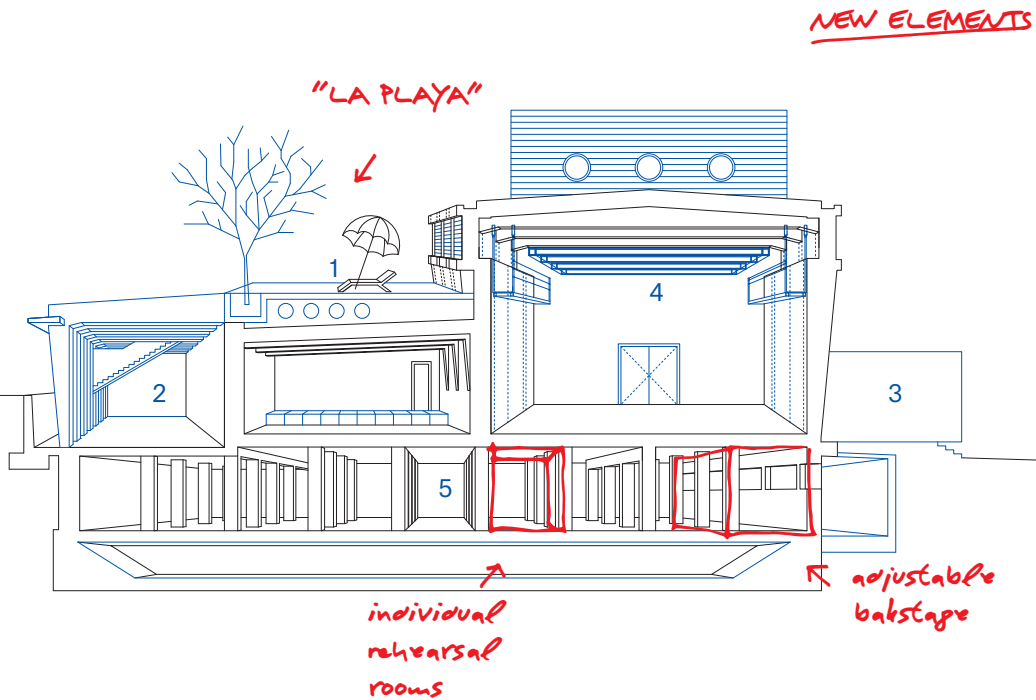 NEW ELEMENTS
"LA PLAYA"
1
4
2
3
5
individual
rehearsal
rooms
adjustable
bakstage